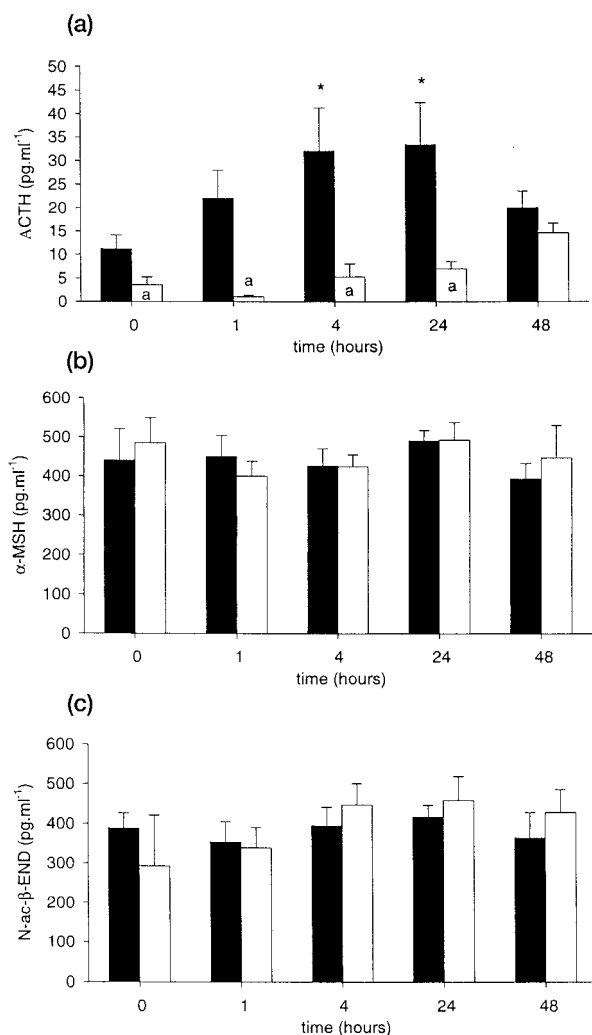 (a)
50
45
40
35
30
25
20
15
10
5
0
ACTH (pg.ml⁻¹)
* *
a a a a
0 1 4 24 48
time (hours)
(b)
600
500
400
300
200
100
0
α-MSH (pg.ml⁻¹)
0 1 4 24 48
time (hours)
(c)
600
500
400
300
200
100
0
N-ac-β-END (pg.ml⁻¹)
0 1 4 24 48
time (hours)